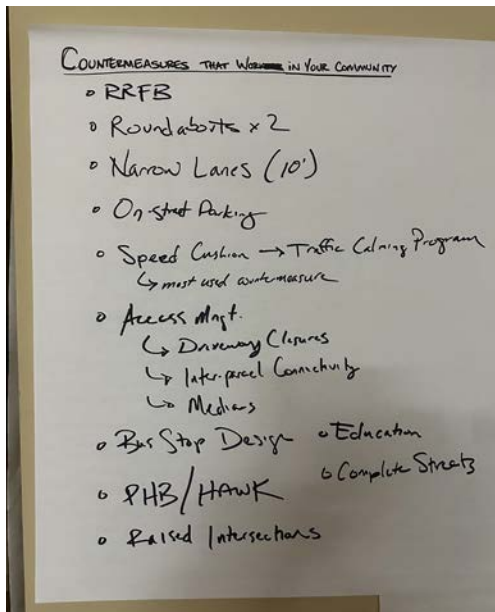 COUNTERMEASURES THAT WORK IN YOUR COMMUNITY
RRFB
Roundabouts x 2
Narrow Lanes (10')
On-street Parking
Speed Cushion → Traffic Calming Program
↳ most used countermeasure
Access Mngt.
↳ Driveway Closures
↳ Inter-parcel Connectivity
↳ Medians
Bus Stop Design
Education
Complete Streets
PHB/HAWK
Raised Intersections